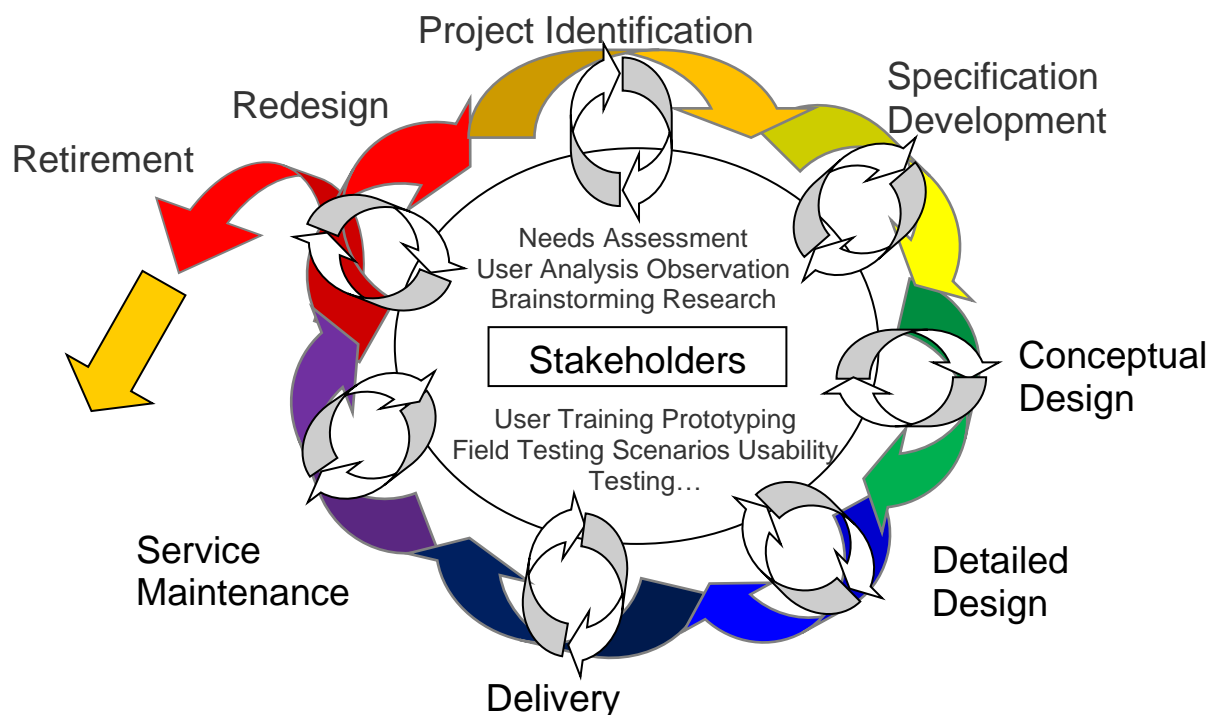 Project Identification
Specification
Development
Redesign
Retirement
Needs Assessment
User Analysis Observation
Brainstorming Research
Stakeholders
Conceptual
Design
User Training Prototyping
Field Testing Scenarios Usability
Testing…
Service
Maintenance
Detailed
Design
Delivery